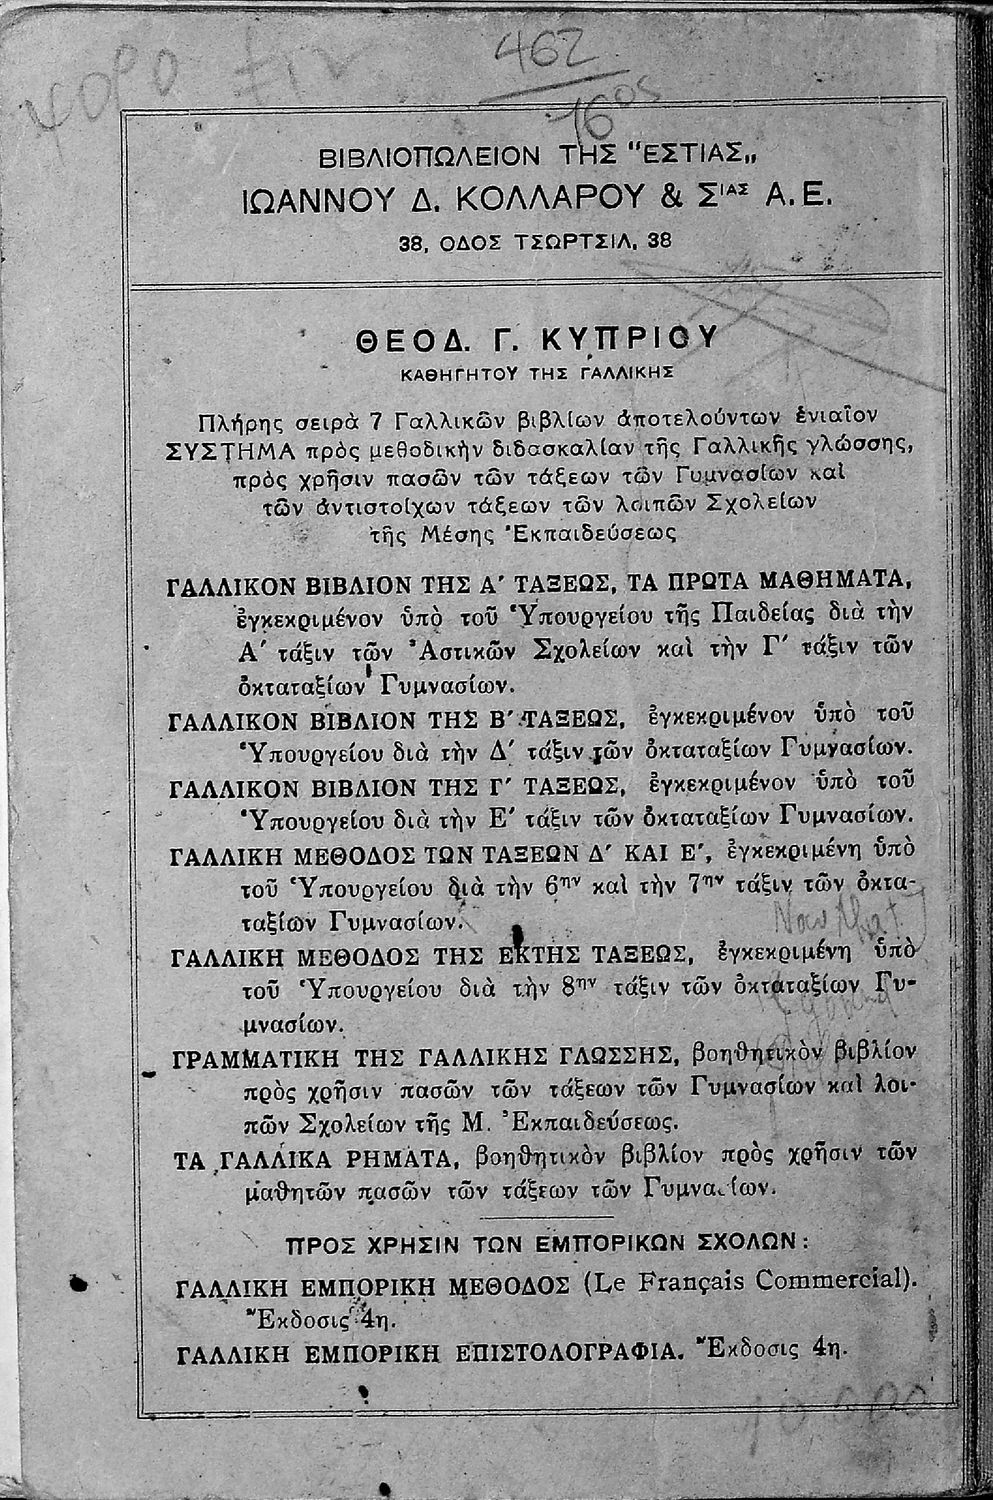 462
16ος
ΒΙΒΛΙΟΠΩΛΕΙΟΝ ΤΗΣ "ΕΣΤΙΑΣ„
ΙΩΑΝΝΟΥ Δ. ΚΟΛΛΑΡΟΥ & ΣΙΑΣ Α.Ε.
38, ΟΔΟΣ ΤΣΩΡΤΣΙΛ, 38
ΘΕΟΔ. Γ. ΚΥΠΡΙΟΥ
ΚΑΘΗΓΗΤΟΥ ΤΗΣ ΓΑΛΛΙΚΗΣ
Πλήρης σειρὰ 7 Γαλλικῶν βιβλίων ἀποτελούντων ἑνιαῖον
ΣΥΣΤΗΜΑ πρὸς μεθοδικὴν διδασκαλίαν τῆς Γαλλικῆς γλώσσης,
πρὸς χρῆσιν πασῶν τῶν τάξεων τῶν Γυμνασίων καὶ
τῶν ἀντιστοίχων τάξεων τῶν λοιπῶν Σχολείων
τῆς Μέσης Ἐκπαιδεύσεως
ΓΑΛΛΙΚΟΝ ΒΙΒΛΙΟΝ ΤΗΣ Α′ ΤΑΞΕΩΣ, ΤΑ ΠΡΩΤΑ ΜΑΘΗΜΑΤΑ,
ἐγκεκριμένον ὑπὸ τοῦ Ὑπουργείου τῆς Παιδείας διὰ τὴν
Α′ τάξιν τῶν Ἀστικῶν Σχολείων καὶ τὴν Γ′ τάξιν τῶν
ὀκταταξίων Γυμνασίων.
ΓΑΛΛΙΚΟΝ ΒΙΒΛΙΟΝ ΤΗΣ Β′ ΤΑΞΕΩΣ, ἐγκεκριμένον ὑπὸ τοῦ
Ὑπουργείου διὰ τὴν Δ′ τάξιν τῶν ὀκταταξίων Γυμνασίων.
ΓΑΛΛΙΚΟΝ ΒΙΒΛΙΟΝ ΤΗΣ Γ′ ΤΑΞΕΩΣ, ἐγκεκριμένον ὑπὸ τοῦ
Ὑπουργείου διὰ τὴν Ε′ τάξιν τῶν ὀκταταξίων Γυμνασίων.
ΓΑΛΛΙΚΗ ΜΕΘΟΔΟΣ ΤΩΝ ΤΑΞΕΩΝ Δ′ ΚΑΙ Ε′, ἐγκεκριμένη ὑπὸ
τοῦ Ὑπουργείου διὰ τὴν 6ην καὶ τὴν 7ην τάξιν τῶν ὀκτα-
ταξίων Γυμνασίων.
ΓΑΛΛΙΚΗ ΜΕΘΟΔΟΣ ΤΗΣ ΕΚΤΗΣ ΤΑΞΕΩΣ, ἐγκεκριμένη ὑπὸ
τοῦ Ὑπουργείου διὰ τὴν 8ην τάξιν τῶν ὀκταταξίων Γυ-
μνασίων.
ΓΡΑΜΜΑΤΙΚΗ ΤΗΣ ΓΑΛΛΙΚΗΣ ΓΛΩΣΣΗΣ, βοηθητικὸν βιβλίον
πρὸς χρῆσιν πασῶν τῶν τάξεων τῶν Γυμνασίων καὶ λοι-
πῶν Σχολείων τῆς Μ. Ἐκπαιδεύσεως.
ΤΑ ΓΑΛΛΙΚΑ ΡΗΜΑΤΑ, βοηθητικὸν βιβλίον πρὸς χρῆσιν τῶν
μαθητῶν πασῶν τῶν τάξεων τῶν Γυμνασίων.
ΠΡΟΣ ΧΡΗΣΙΝ ΤΩΝ ΕΜΠΟΡΙΚΩΝ ΣΧΟΛΩΝ:
ΓΑΛΛΙΚΗ ΕΜΠΟΡΙΚΗ ΜΕΘΟΔΟΣ (Le Français Commercial).
Ἔκδοσις 4η.
ΓΑΛΛΙΚΗ ΕΜΠΟΡΙΚΗ ΕΠΙΣΤΟΛΟΓΡΑΦΙΑ. Ἔκδοσις 4η.
10.000